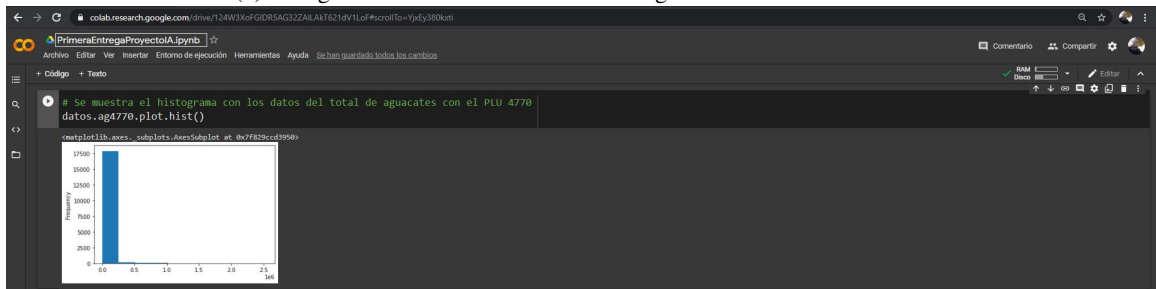 colab.research.google.com/drive/124W3XoFGIDR5AG32ZAILAkT621dV1LoF#scrollTo=YjxEy380kxti
CO PrimeraEntregaProyectoIA.ipynb
Archivo Editar Ver Insertar Entorno de ejecución Herramientas Ayuda Se han guardado todos los cambios
Comentario Compartir
+ Código + Texto
RAM
Disco
Editar
# Se muestra el histograma con los datos del total de aguacates con el PLU 4770
datos.ag4770.plot.hist()
<matplotlib.axes._subplots.AxesSubplot at 0x7f829ccd3950>
17500
15000
12500
10000
7500
5000
2500
0
Frequency
0.0 0.5 1.0 1.5 2.0 2.5
1e6